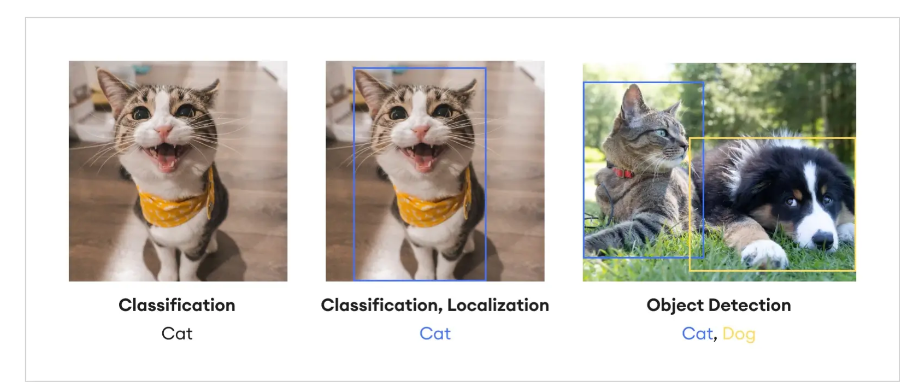 Classification
Cat
Classification, Localization
Cat
Object Detection
Cat, Dog